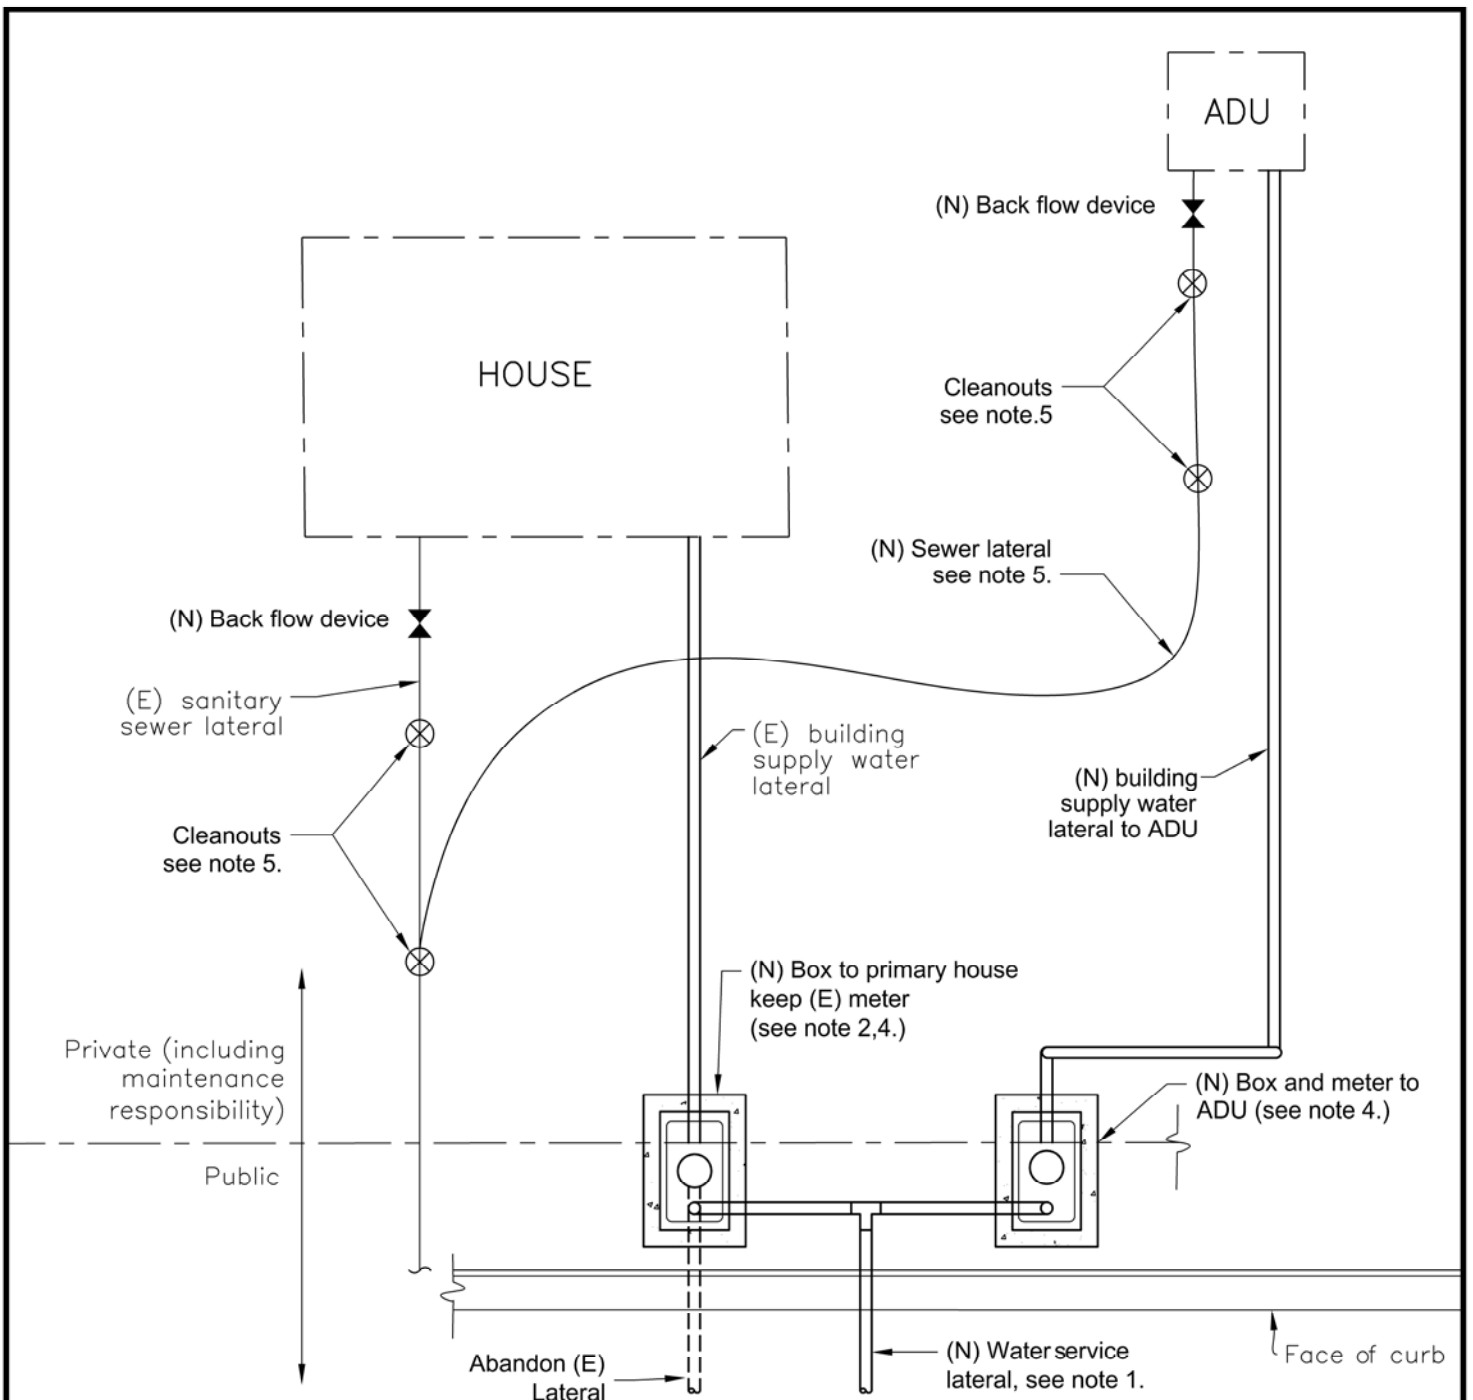 ADU
(N) Back flow device
HOUSE
Cleanouts
see note.5
(N) Sewer lateral
see note 5.
(N) Back flow device
(E) sanitary
sewer lateral
(E) building
supply water
lateral
(N) building
supply water
lateral to ADU
Cleanouts
see note 5.
(N) Box to primary house
keep (E) meter
(see note 2,4.)
Private (including
maintenance
responsibility)
(N) Box and meter to
ADU (see note 4.)
Public
Abandon (E)
Lateral
(N) Water service
lateral, see note 1.
Face of curb